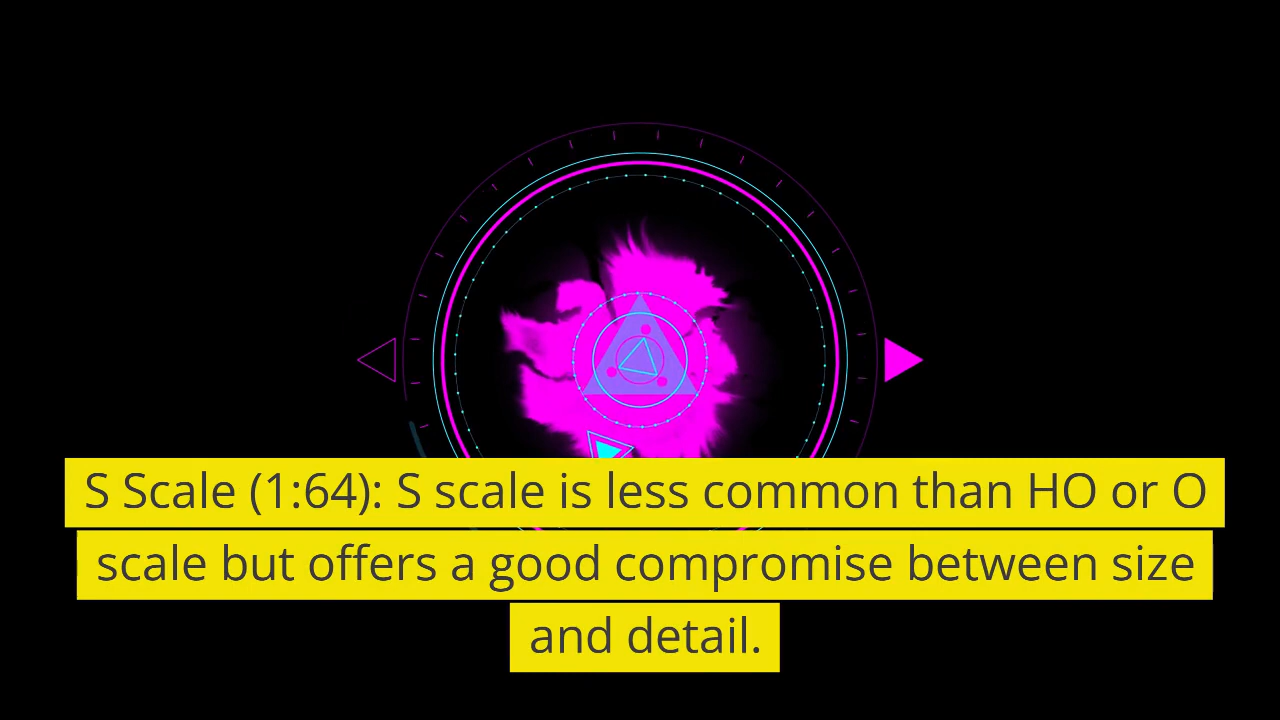 S Scale (1:64): S scale is less common than HO or O
scale but offers a good compromise between size
and detail.